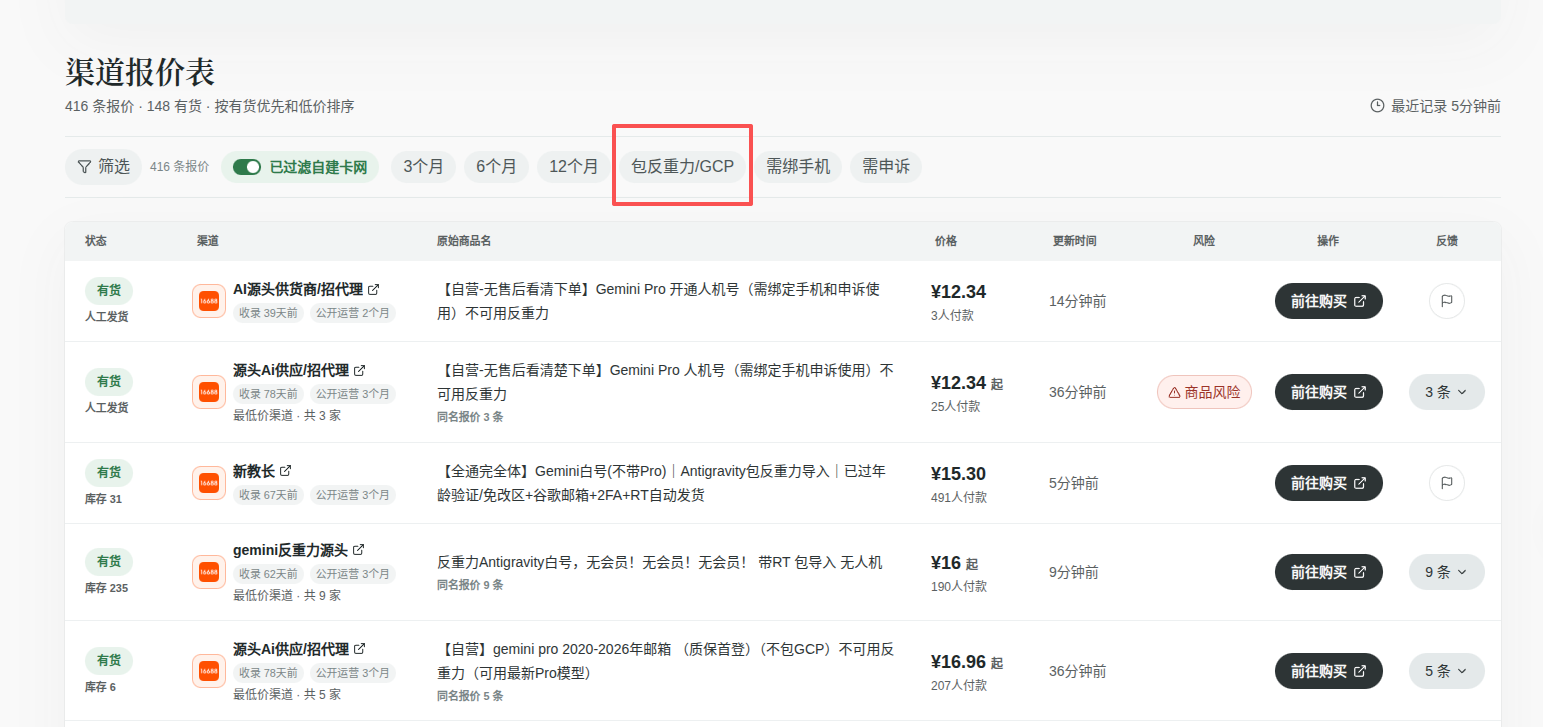 渠道报价表
416 条报价 · 148 有货 · 按有货优先和低价排序
最近记录 5分钟前
筛选
416 条报价
已过滤自建卡网
3个月
6个月
12个月
包反重力/GCP
需绑手机
需申诉
状态
渠道
原始商品名
价格
更新时间
风险
操作
反馈
有货
人工发货
16688
AI源头供货商/招代理
收录 39天前
公开运营 2个月
【自营-无售后看清下单】Gemini Pro 开通人机号（需绑定手机和申诉使
用）不可用反重力
¥12.34
3人付款
14分钟前
前往购买
有货
人工发货
16688
源头Ai供应/招代理
收录 78天前
公开运营 3个月
最低价渠道 · 共 3 家
【自营-无售后看清楚下单】Gemini Pro 人机号（需绑定手机申诉使用）不
可用反重力
同名报价 3 条
¥12.34 起
25人付款
36分钟前
商品风险
前往购买
3 条
有货
库存 31
16688
新教长
收录 67天前
公开运营 3个月
【全通完全体】Gemini白号(不带Pro)｜Antigravity包反重力导入｜已过年
龄验证/免改区+谷歌邮箱+2FA+RT自动发货
¥15.30
491人付款
5分钟前
前往购买
有货
库存 235
16688
gemini反重力源头
收录 62天前
公开运营 3个月
最低价渠道 · 共 9 家
反重力Antigravity白号，无会员！无会员！无会员！ 带RT 包导入 无人机
同名报价 9 条
¥16 起
190人付款
9分钟前
前往购买
9 条
有货
库存 6
16688
源头Ai供应/招代理
收录 78天前
公开运营 3个月
最低价渠道 · 共 5 家
【自营】gemini pro 2020-2026年邮箱 （质保首登）（不包GCP）不可用反
重力（可用最新Pro模型）
同名报价 5 条
¥16.96 起
207人付款
36分钟前
前往购买
5 条